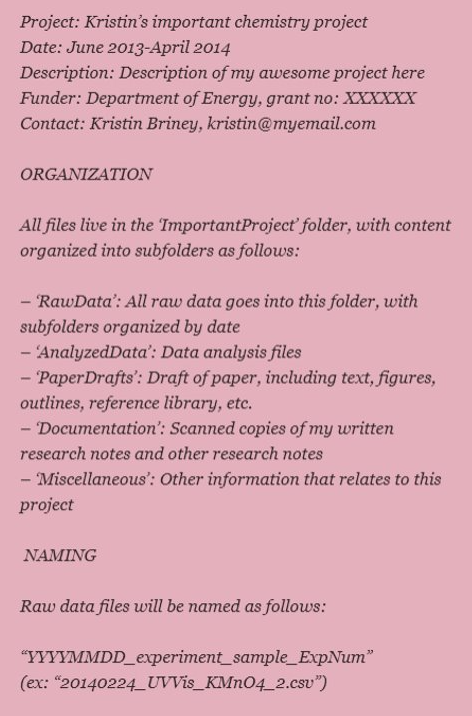 Project: Kristin’s important chemistry project
Date: June 2013-April 2014
Description: Description of my awesome project here
Funder: Department of Energy, grant no: XXXXXX
Contact: Kristin Briney, kristin@myemail.com
ORGANIZATION
All files live in the ‘ImportantProject’ folder, with content
organized into subfolders as follows:
– ‘RawData’: All raw data goes into this folder, with
subfolders organized by date
– ‘AnalyzedData’: Data analysis files
– ‘PaperDrafts’: Draft of paper, including text, figures,
outlines, reference library, etc.
– ‘Documentation’: Scanned copies of my written
research notes and other research notes
– ‘Miscellaneous’: Other information that relates to this
project
NAMING
Raw data files will be named as follows:
“YYYYMMDD_experiment_sample_ExpNum”
(ex: “20140224_UVVis_KMnO4_2.csv”)